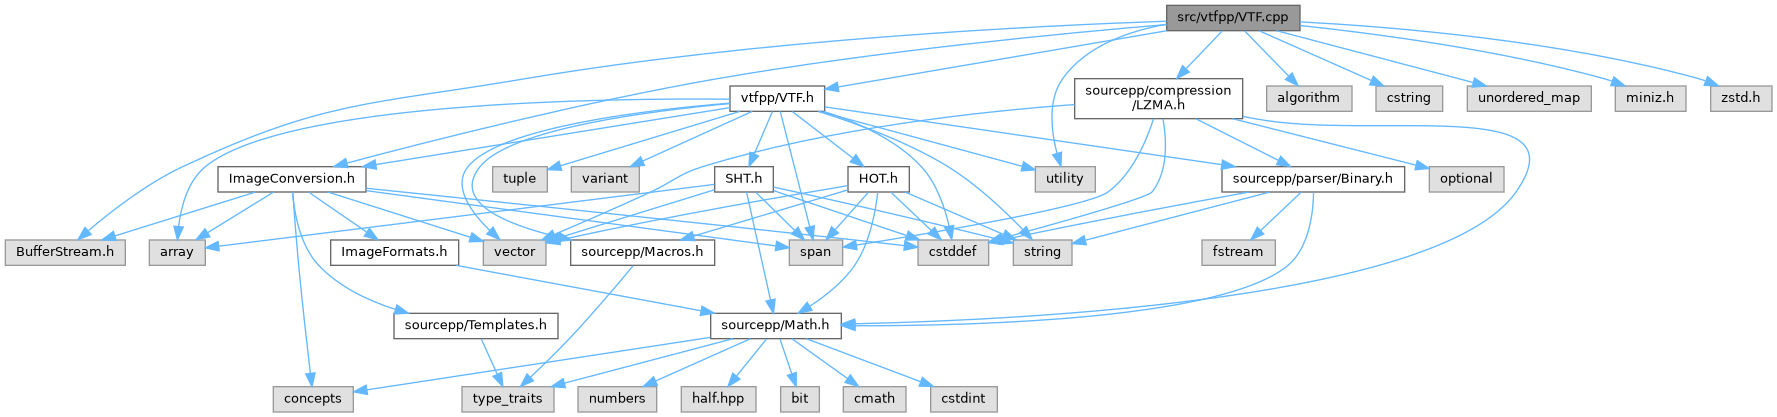 src/vtfpp/VTF.cpp
vtfpp/VTF.h
sourcepp/compression
/LZMA.h
algorithm
cstring
unordered_map
miniz.h
zstd.h
ImageConversion.h
tuple
variant
SHT.h
HOT.h
utility
sourcepp/parser/Binary.h
optional
BufferStream.h
array
ImageFormats.h
vector
sourcepp/Macros.h
span
cstddef
string
fstream
sourcepp/Templates.h
sourcepp/Math.h
concepts
type_traits
numbers
half.hpp
bit
cmath
cstdint